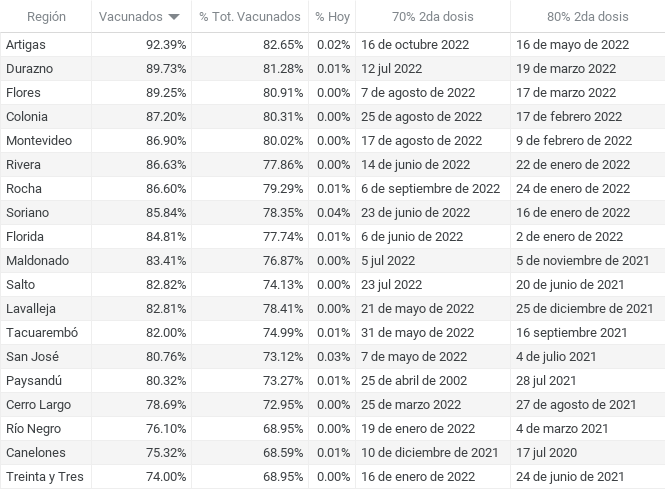 Región Vacunados % Tot. Vacunados % Hoy 70% 2da dosis 80% 2da dosis
Artigas 92.39% 82.65% 0.02% 16 de octubre 2022 16 de mayo de 2022
Durazno 89.73% 81.28% 0.01% 12 jul 2022 19 de marzo 2022
Flores 89.25% 80.91% 0.00% 7 de agosto de 2022 17 de marzo 2022
Colonia 87.20% 80.31% 0.00% 25 de agosto de 2022 17 de febrero 2022
Montevideo 86.90% 80.02% 0.00% 17 de agosto de 2022 9 de febrero de 2022
Rivera 86.63% 77.86% 0.00% 14 de junio de 2022 22 de enero de 2022
Rocha 86.60% 79.29% 0.01% 6 de septiembre de 2022 24 de enero de 2022
Soriano 85.84% 78.35% 0.04% 23 de junio de 2022 16 de enero de 2022
Florida 84.81% 77.74% 0.01% 6 de junio de 2022 2 de enero de 2022
Maldonado 83.41% 76.87% 0.00% 5 jul 2022 5 de noviembre de 2021
Salto 82.82% 74.13% 0.00% 23 jul 2022 20 de junio de 2021
Lavalleja 82.81% 78.41% 0.00% 21 de mayo de 2022 25 de diciembre de 2021
Tacuarembó 82.00% 74.99% 0.01% 31 de mayo de 2022 16 septiembre 2021
San José 80.76% 73.12% 0.03% 7 de mayo de 2022 4 de julio 2021
Paysandú 80.32% 73.27% 0.01% 25 de abril de 2002 28 jul 2021
Cerro Largo 78.69% 72.95% 0.00% 25 de marzo 2022 27 de agosto de 2021
Río Negro 76.10% 68.95% 0.00% 19 de enero de 2022 4 de marzo 2021
Canelones 75.32% 68.59% 0.01% 10 de diciembre de 2021 17 jul 2020
Treinta y Tres 74.00% 68.95% 0.00% 16 de enero de 2022 24 de junio de 2021